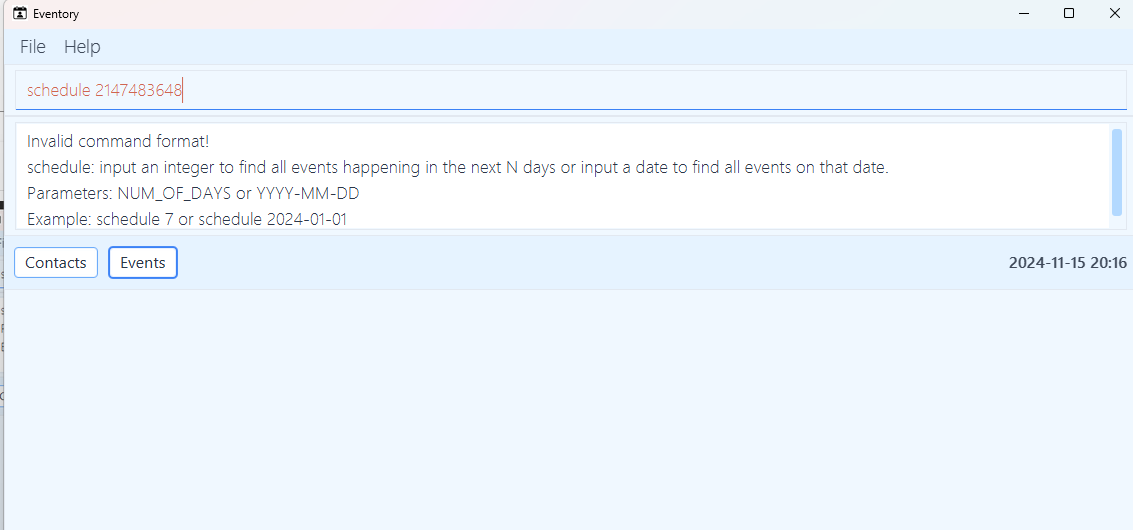 Eventory
File Help
schedule 2147483648
Invalid command format!
schedule: input an integer to find all events happening in the next N days or input a date to find all events on that date.
Parameters: NUM_OF_DAYS or YYYY-MM-DD
Example: schedule 7 or schedule 2024-01-01
Contacts Events 2024-11-15 20:16